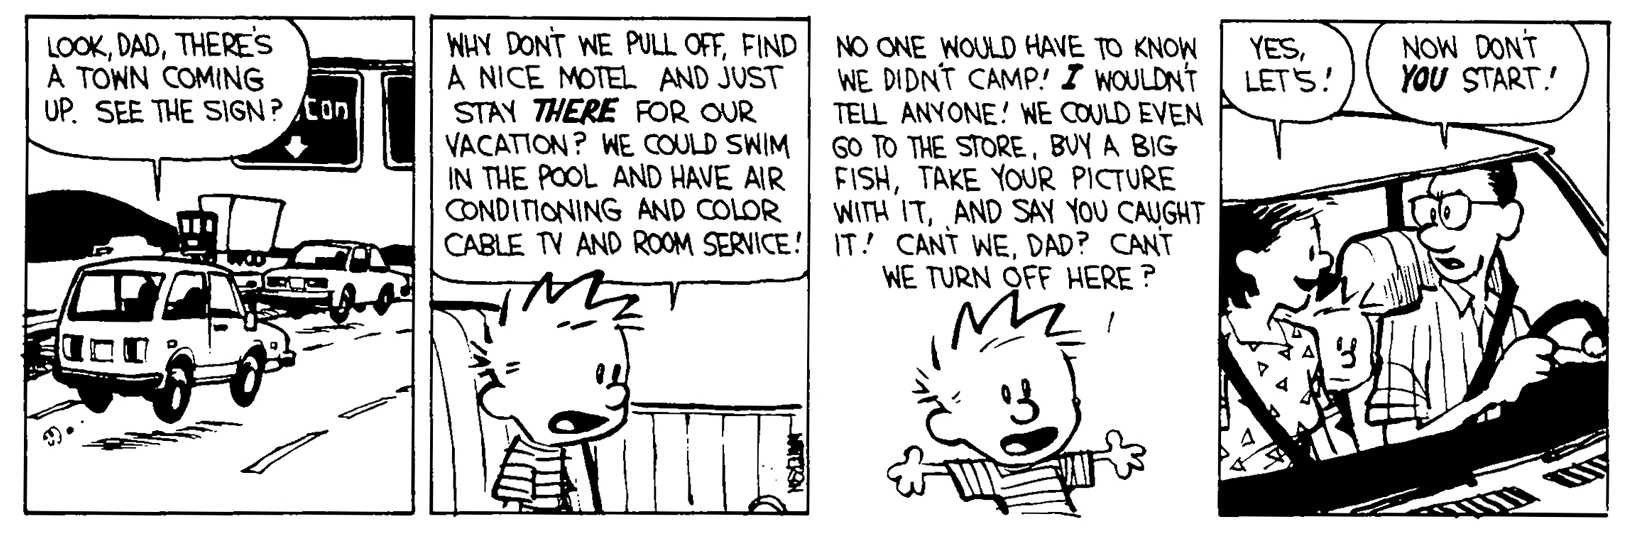 LOOK, DAD, THERE'S
A TOWN COMING
UP. SEE THE SIGN?
WHY DON'T WE PULL OFF, FIND
A NICE MOTEL AND JUST
STAY THERE FOR OUR
VACATION? WE COULD SWIM
IN THE POOL AND HAVE AIR
CONDITIONING AND COLOR
CABLE TV AND ROOM SERVICE!
WATTERSON
NO ONE WOULD HAVE TO KNOW
WE DIDN'T CAMP! I WOULDN'T
TELL ANYONE! WE COULD EVEN
GO TO THE STORE, BUY A BIG
FISH, TAKE YOUR PICTURE
WITH IT, AND SAY YOU CAUGHT
IT! CAN'T WE, DAD? CAN'T
WE TURN OFF HERE?
YES,
LET'S!
NOW DON'T
YOU START!